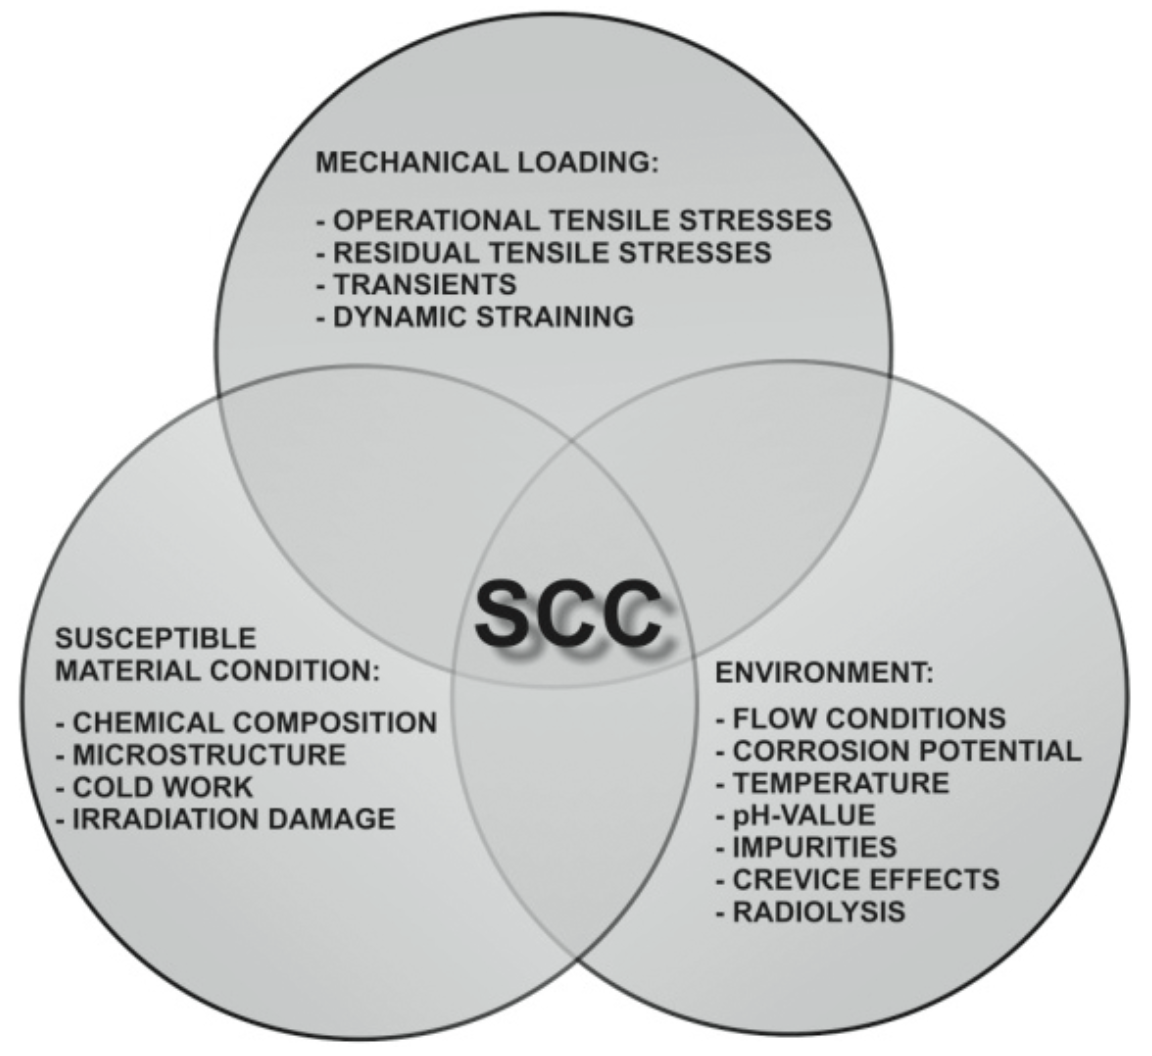 MECHANICAL LOADING:
- OPERATIONAL TENSILE STRESSES
- RESIDUAL TENSILE STRESSES
- TRANSIENTS
- DYNAMIC STRAINING
SCC
SUSCEPTIBLE
MATERIAL CONDITION:
- CHEMICAL COMPOSITION
- MICROSTRUCTURE
- COLD WORK
- IRRADIATION DAMAGE
ENVIRONMENT:
- FLOW CONDITIONS
- CORROSION POTENTIAL
- TEMPERATURE
- pH-VALUE
- IMPURITIES
- CREVICE EFFECTS
- RADIOLYSIS